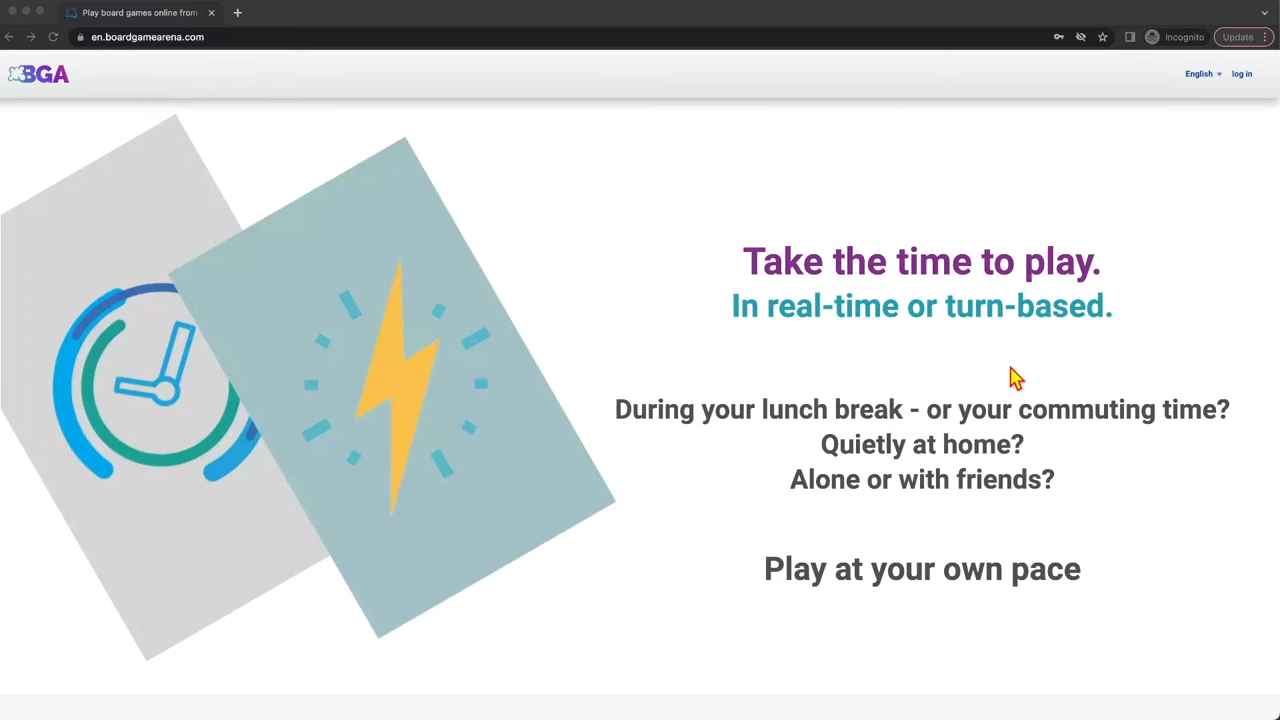 Play board games online from
en.boardgamearena.com
Incognito
Update
BGA
English
log in
Take the time to play.
In real-time or turn-based.
During your lunch break - or your commuting time?
Quietly at home?
Alone or with friends?
Play at your own pace